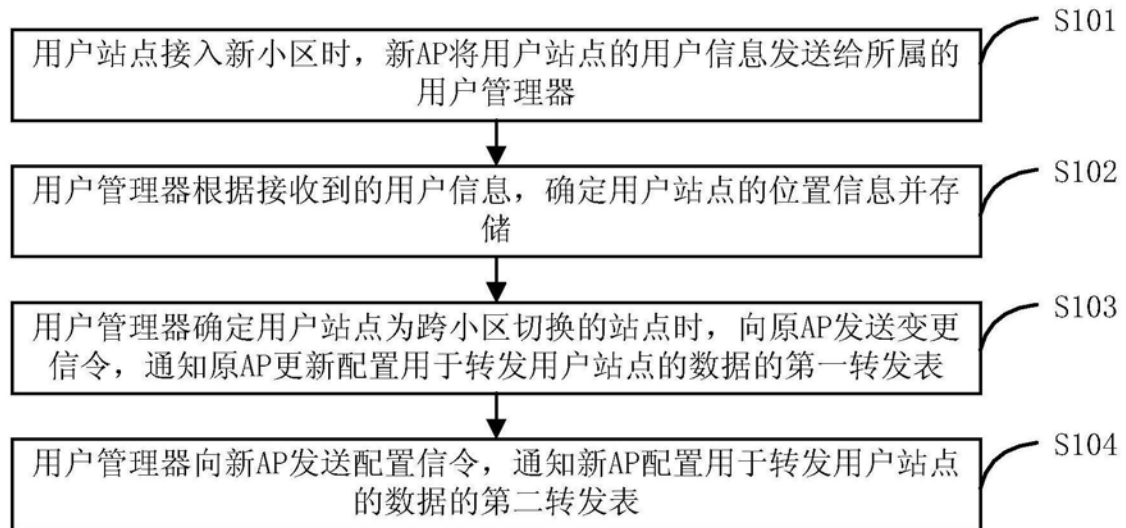 S101
用户站点接入新小区时，新AP将用户站点的用户信息发送给所属的
用户管理器
S102
用户管理器根据接收到的用户信息，确定用户站点的位置信息并存
储
S103
用户管理器确定用户站点为跨小区切换的站点时，向原AP发送变更
信令，通知原AP更新配置用于转发用户站点的数据的第一转发表
S104
用户管理器向新AP发送配置信令，通知新AP配置用于转发用户站点
的数据的第二转发表